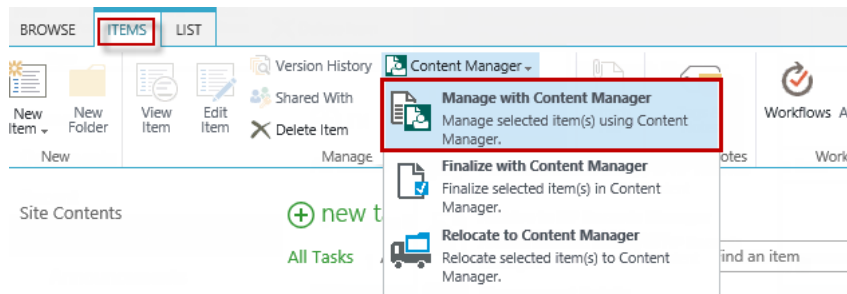 BROWSE ITEMS LIST
Version History
Content Manager
Shared With
Delete Item
New Item
New Folder
View Item
Edit Item
Workflows
New
Manage
Manage with Content Manager
Manage selected item(s) using Content
Manager.
Finalize with Content Manager
Finalize selected item(s) in Content
Manager.
Relocate to Content Manager
Relocate selected item(s) to Content
Manager.
Site Contents
new
All Tasks
an item